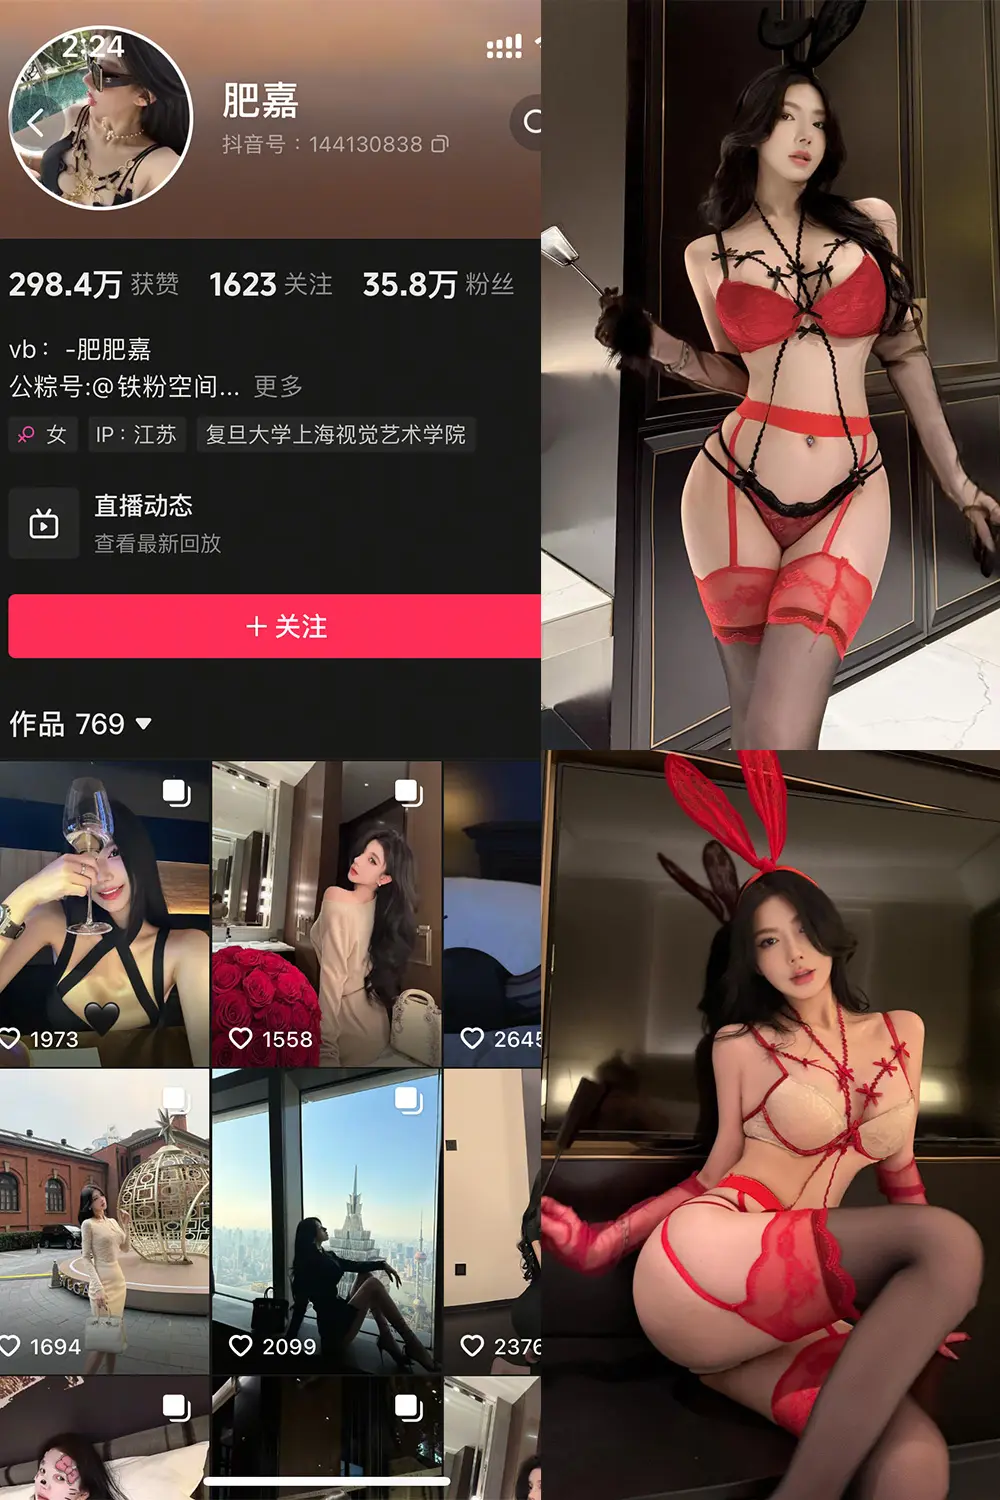 2:24
肥嘉
抖音号：144130838
298.4万 获赞 1623 关注 35.8万 粉丝
vb：-肥肥嘉
公粽号:@铁粉空间... 更多
女 IP：江苏 复旦大学上海视觉艺术学院
直播动态
查看最新回放
+ 关注
作品 769
1973 1558 2645
1694 2099 2376